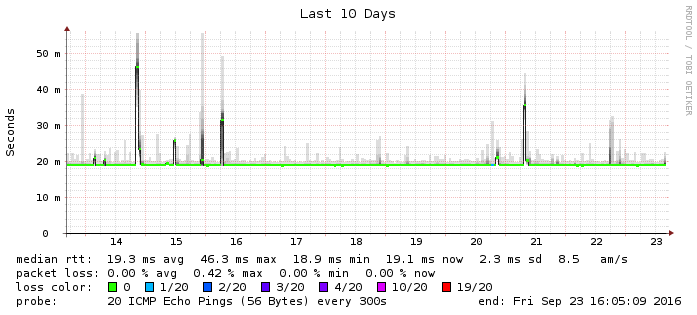 Last 10 Days
RRDTOOL / TOBI OETIKER
Seconds
50 m
40 m
30 m
20 m
10 m
0
14 15 16 17 18 19 20 21 22 23
median rtt: 19.3 ms avg 46.3 ms max 18.9 ms min 19.1 ms now 2.3 ms sd 8.5 am/s
packet loss: 0.00 % avg 0.42 % max 0.00 % min 0.00 % now
loss color: 0 1/20 2/20 3/20 4/20 10/20 19/20
probe: 20 ICMP Echo Pings (56 Bytes) every 300s end: Fri Sep 23 16:05:09 2016